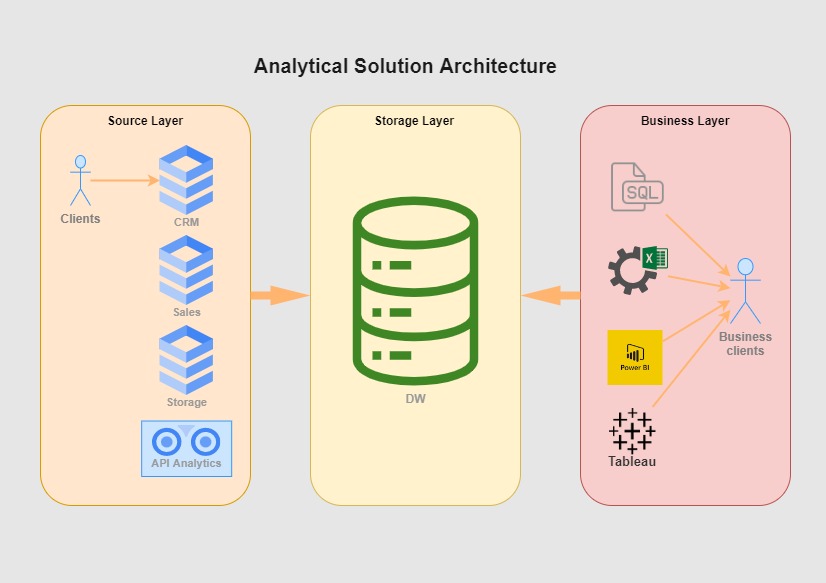 Analytical Solution Architecture
Source Layer
Clients
CRM
Sales
Storage
API Analytics
Storage Layer
DW
Business Layer
SQL
X
Power BI
Tableau
Business
clients